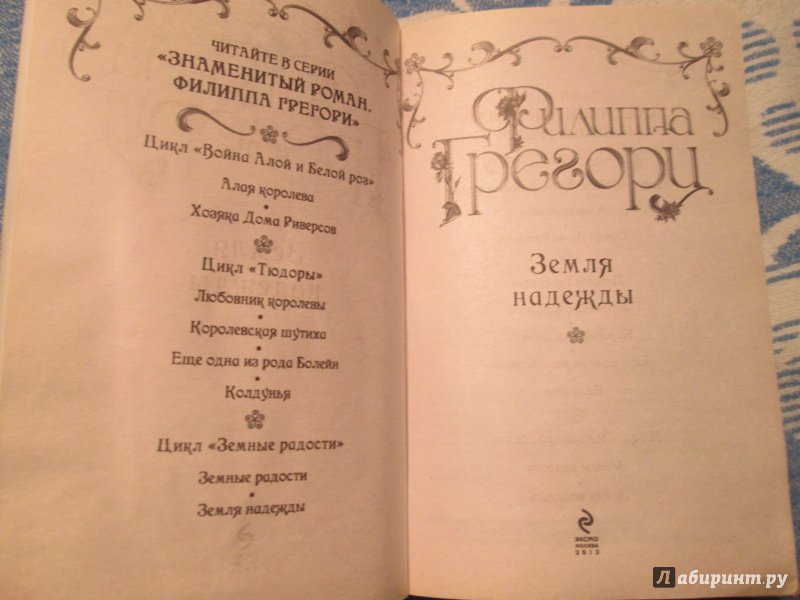 ЧИТАЙТЕ В СЕРИИ
«ЗНАМЕНИТЫЙ РОМАН.
ФИЛИППА ГРЕГОРИ»
Цикл «Война Алой и Белой роз»
Алая королева
Хозяка Дома Риверсов
Цикл «Тюдоры»
Любовник королевы
Королевская шутиха
Еще одна из рода Болейн
Колдунья
Цикл «Земные радости»
Земные радости
Земля надежды
Филиппа
Грегори
Земля
надежды
ЭКСМО
МОСКВА
2013
Лабиринт.ру